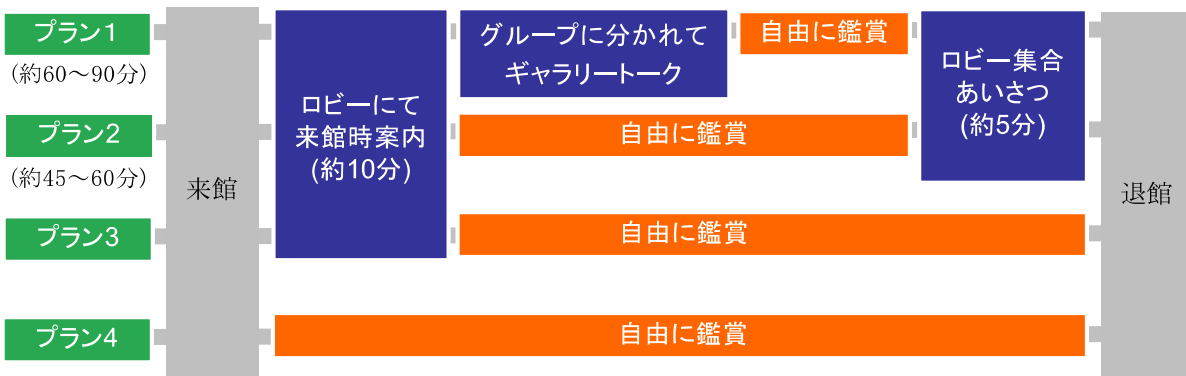 プラン1
(約60～90分)
プラン2
(約45～60分)
プラン3
プラン4
来館
ロビーにて
来館時案内
(約10分)
グループに分かれて
ギャラリートーク
自由に鑑賞
自由に鑑賞
自由に鑑賞
自由に鑑賞
ロビー集合
あいさつ
(約5分)
退館